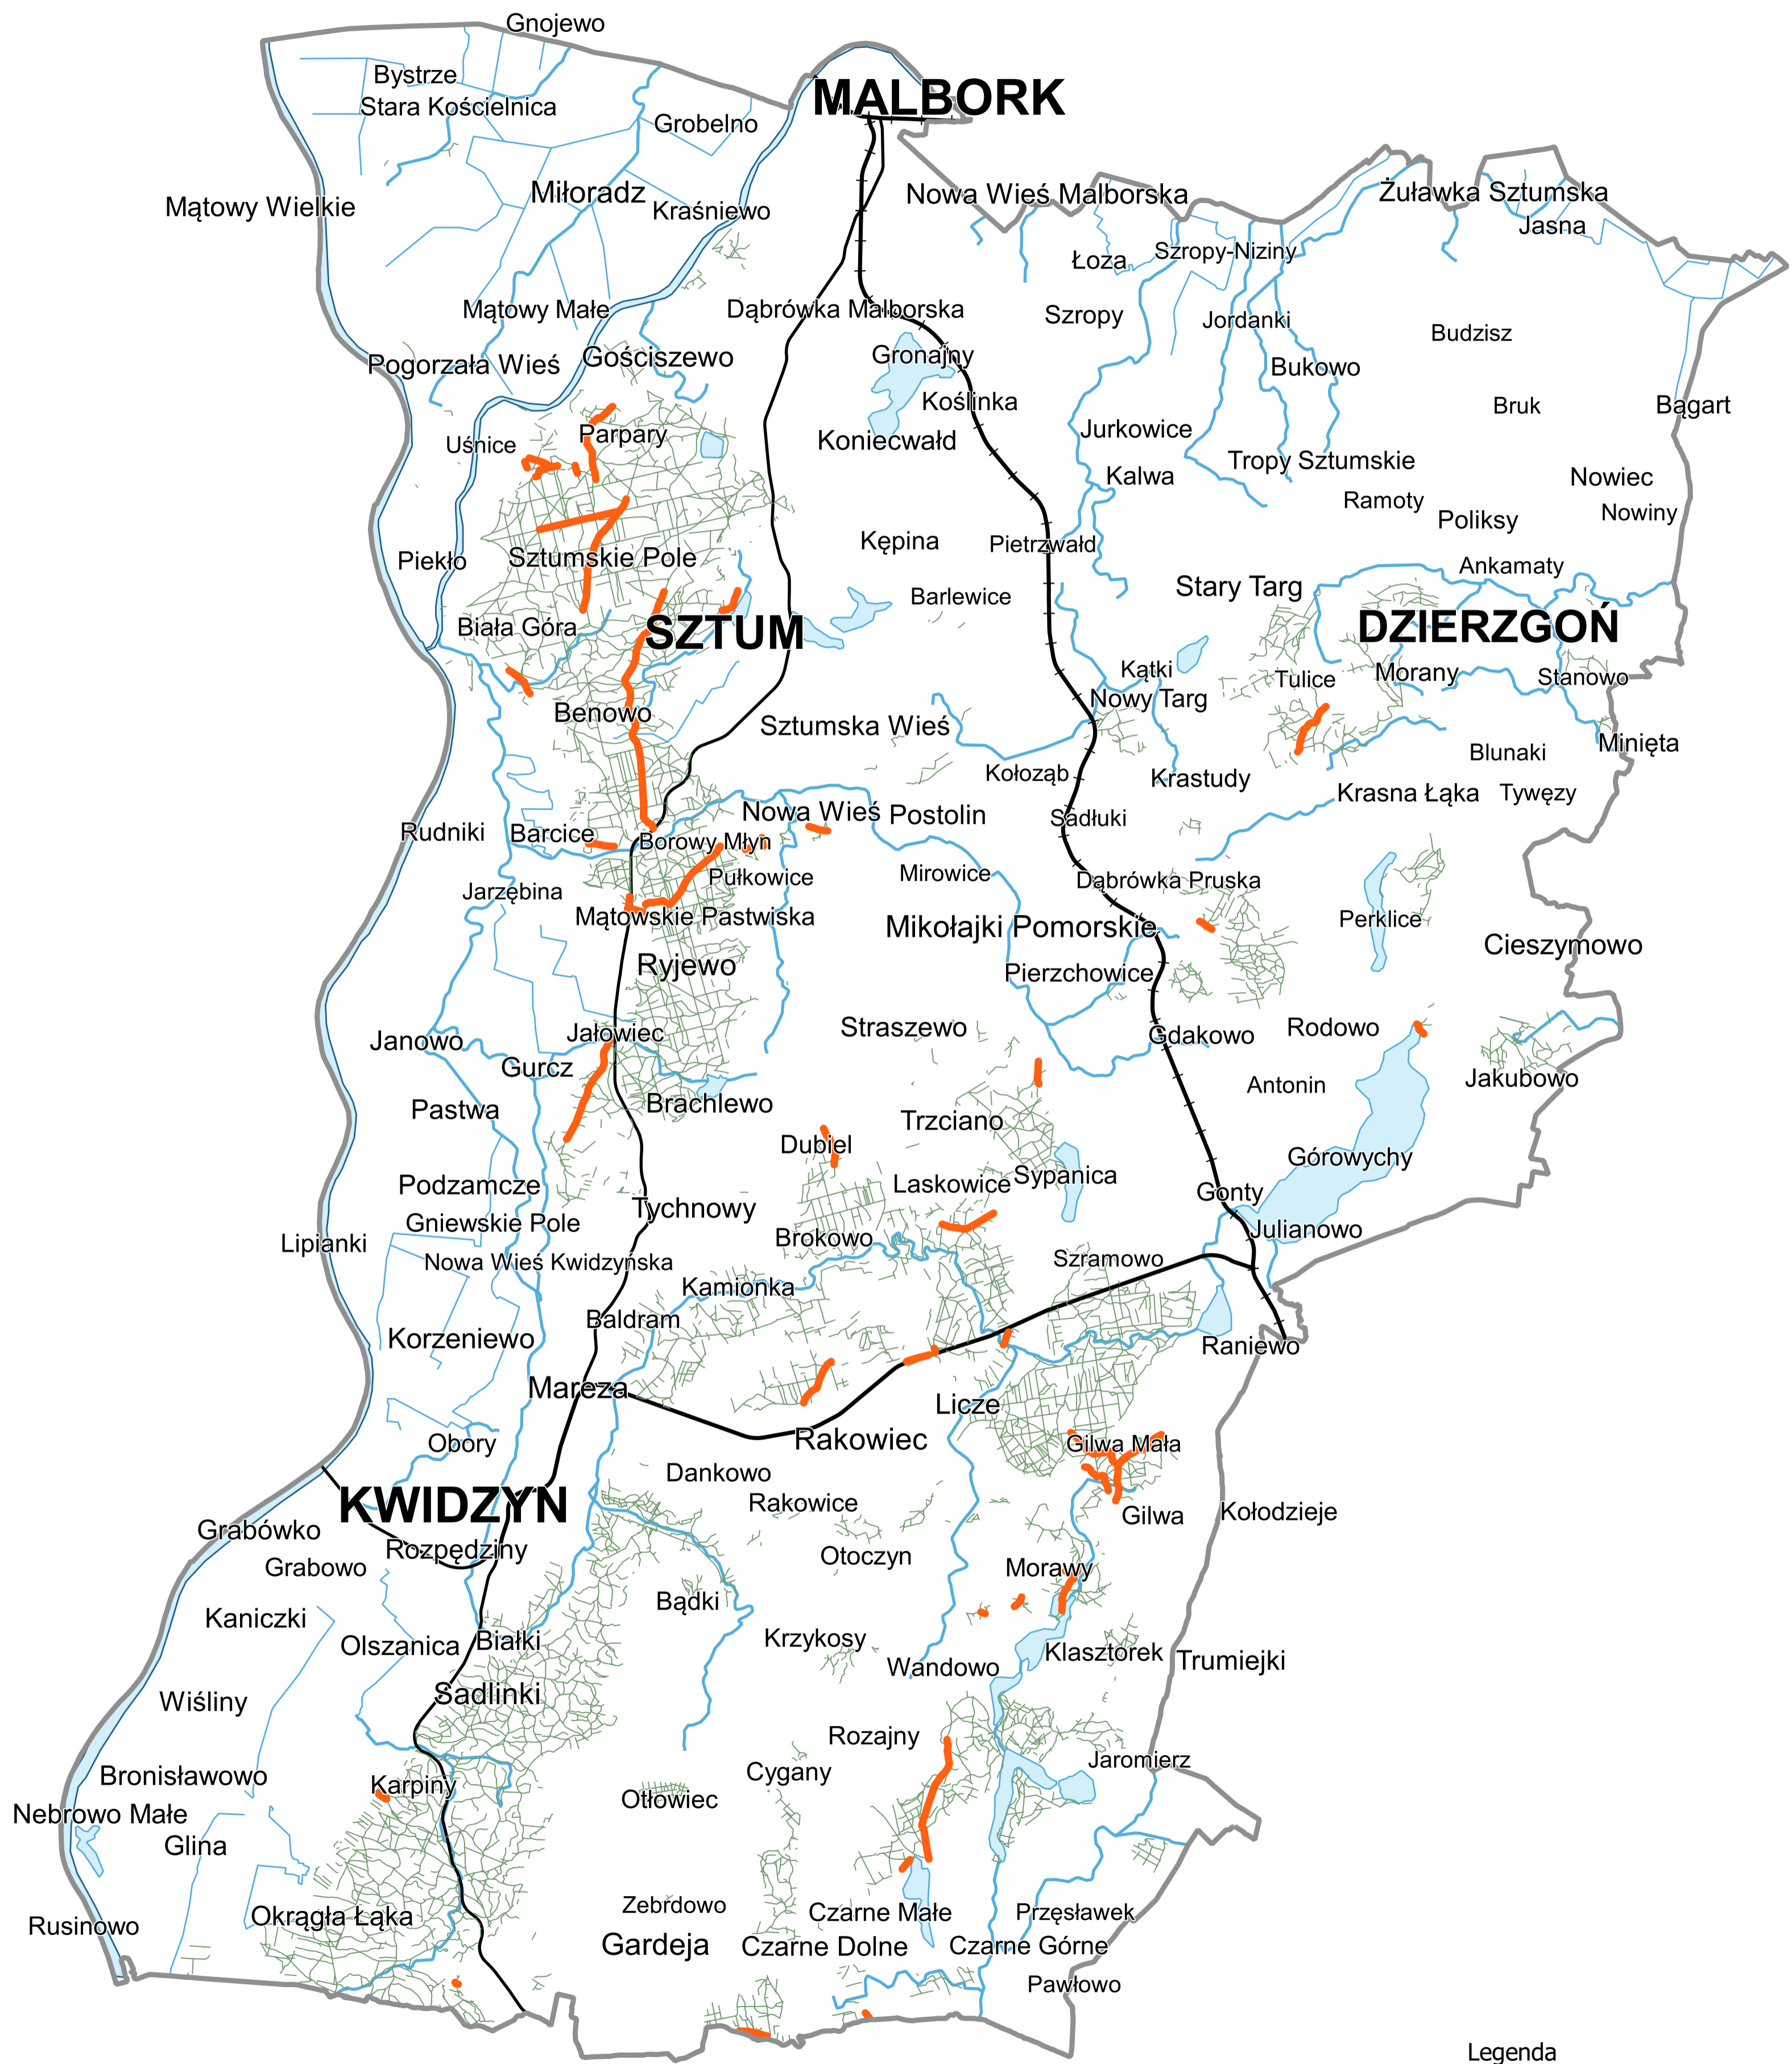 Gnojewo
Bystrze
MALBORK
Stara Kościelnica
Grobelno
Miłoradz
Nowa Wieś Malborska
Żuławka Sztumska
Mątowy Wielkie
Kraśniewo
Jasna
Szropy-Niziny
Łoza
Mątowy Małe
Dąbrówka Malborska
Szropy
Jordanki
Budzisz
Gronajny
Gościszewo
Pogorzała Wieś
Bukowo
Koślinka
Bruk
Bągart
Parpary
Jurkowice
Koniecwałd
Uśnice
Tropy Sztumskie
Kalwa
Nowiec
Ramoty
Nowiny
Poliksy
Kępina
Pietrzwałd
Sztumskie Pole
Piekło
Ankamaty
Stary Targ
Barlewice
Biała Góra
SZTUM
DZIERZGOŃ
Kątki
Morany
Tulice
Stanowo
Nowy Targ
Benowo
Sztumska Wieś
Minięta
Blunaki
Kołoząb
Krastudy
Krasna Łąka
Tywęzy
Nowa Wieś
Postolin
Sadłuki
Rudniki
Barcice
Borowy Młyn
Pułkowice
Mirowice
Dąbrówka Pruska
Jarzębina
Mątowskie Pastwiska
Perklice
Mikołajki Pomorskie
Cieszymowo
Ryjewo
Pierzchowice
Straszewo
Rodowo
Jałowiec
Gdakowo
Janowo
Gurcz
Antonin
Jakubowo
Brachlewo
Pastwa
Trzciano
Dubiel
Górowychy
Sypanica
Podzamcze
Laskowice
Gonty
Tychnowy
Gniewskie Pole
Julianowo
Brokowo
Lipianki
Nowa Wieś Kwidzyńska
Szramowo
Kamionka
Baldram
Korzeniewo
Raniewo
Mareza
Licze
Rakowiec
Obory
Gilwa Mała
Dankowo
KWIDZYN
Rakowice
Kołodzieje
Gilwa
Grabówko
Rozpędziny
Otoczyn
Grabowo
Morawy
Bądki
Kaniczki
Krzykosy
Białki
Olszanica
Klasztorek
Trumiejki
Wandowo
Sadlinki
Wiśliny
Rozajny
Jaromierz
Cygany
Bronisławowo
Karpiny
Otłowiec
Nebrowo Małe
Glina
Zebrdowo
Czarne Małe
Przęsławek
Okrągła Łąka
Rusinowo
Gardeja
Czarne Dolne
Czarne Górne
Pawłowo
Legenda